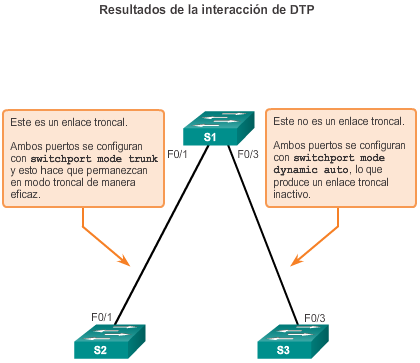 Resultados de la interacción de DTP
Este es un enlace troncal.
Ambos puertos se configuran
con switchport mode trunk
y esto hace que permanezcan
en modo troncal de manera
eficaz.
S1
F0/1
F0/3
Este no es un enlace troncal.
Ambos puertos se configuran
con switchport mode
dynamic auto, lo que
produce un enlace troncal
inactivo.
F0/1
S2
F0/3
S3